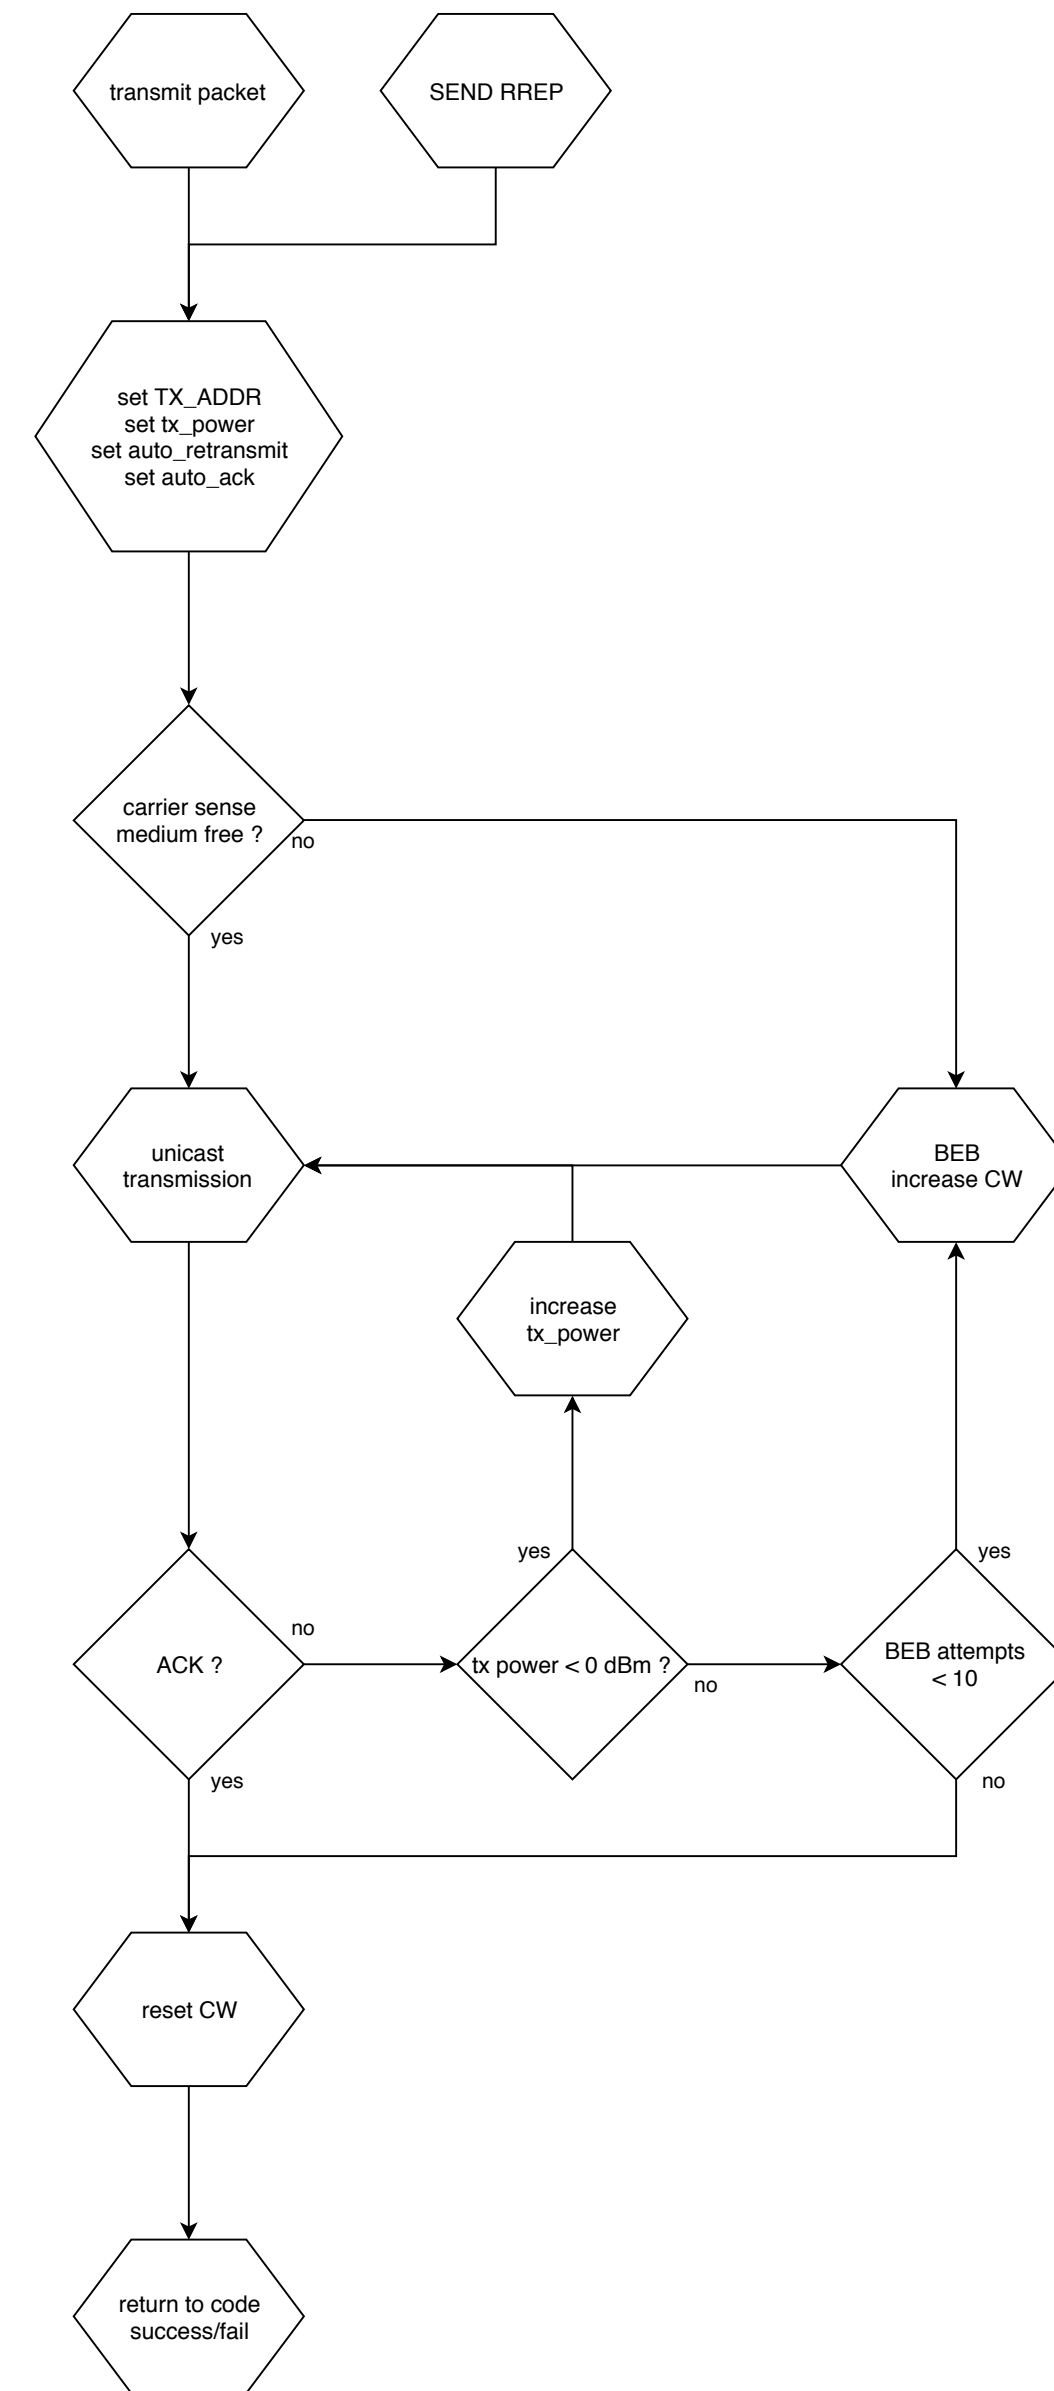 transmit packet
SEND RREP
set TX_ADDR
set tx_power
set auto_retransmit
set auto_ack
carrier sense
medium free ?
no
yes
unicast
transmission
BEB
increase CW
increase
tx_power
yes
yes
no
ACK ?
tx power < 0 dBm ?
BEB attempts
< 10
no
yes
no
reset CW
return to code
success/fail